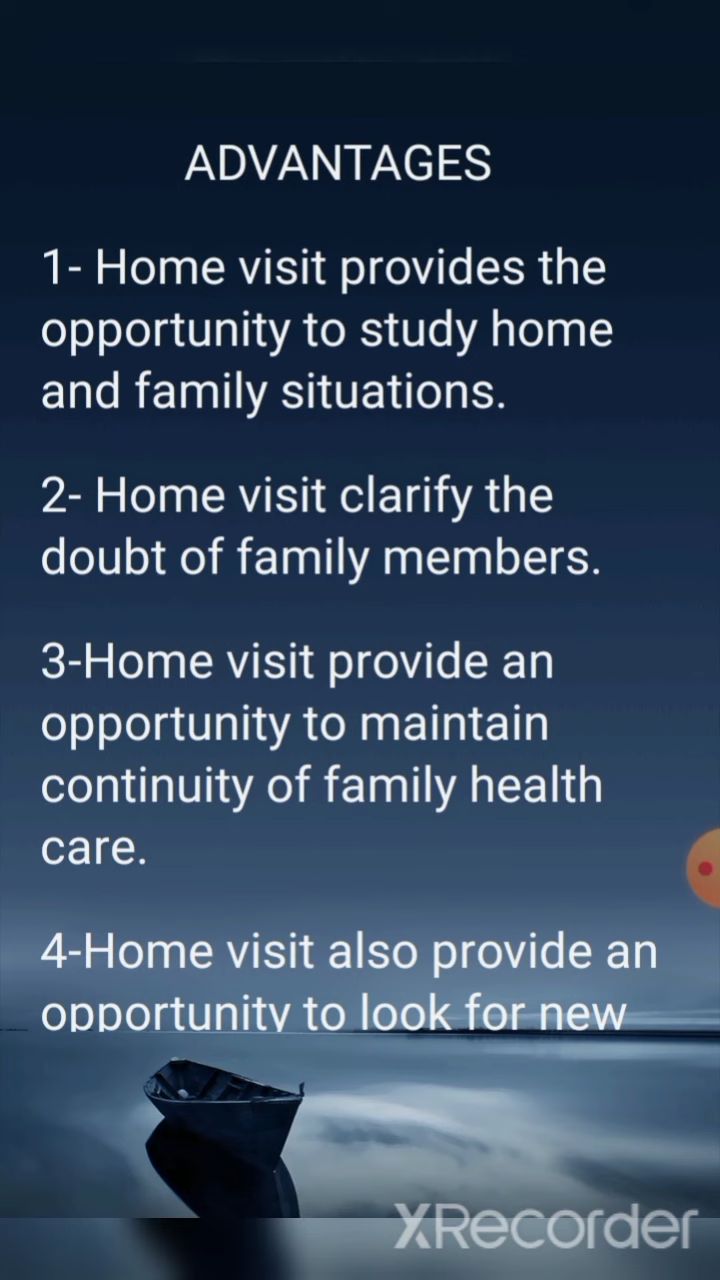 ADVANTAGES
1- Home visit provides the
opportunity to study home
and family situations.
2- Home visit clarify the
doubt of family members.
3-Home visit provide an
opportunity to maintain
continuity of family health
care.
4-Home visit also provide an
opportunity to look for new
XRecorder